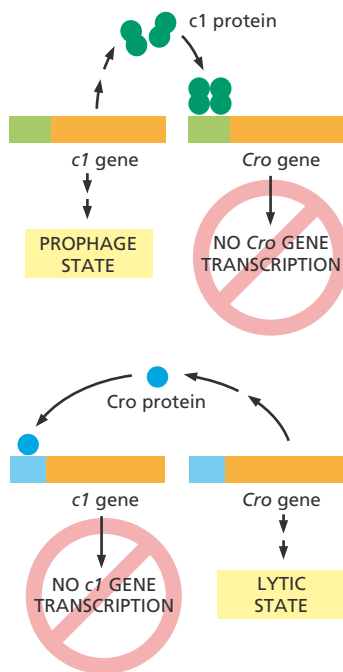 c1 protein
c1 gene
Cro gene
PROPHAGE
STATE
NO Cro GENE
TRANSCRIPTION
Cro protein
c1 gene
Cro gene
NO c1 GENE
TRANSCRIPTION
LYTIC
STATE